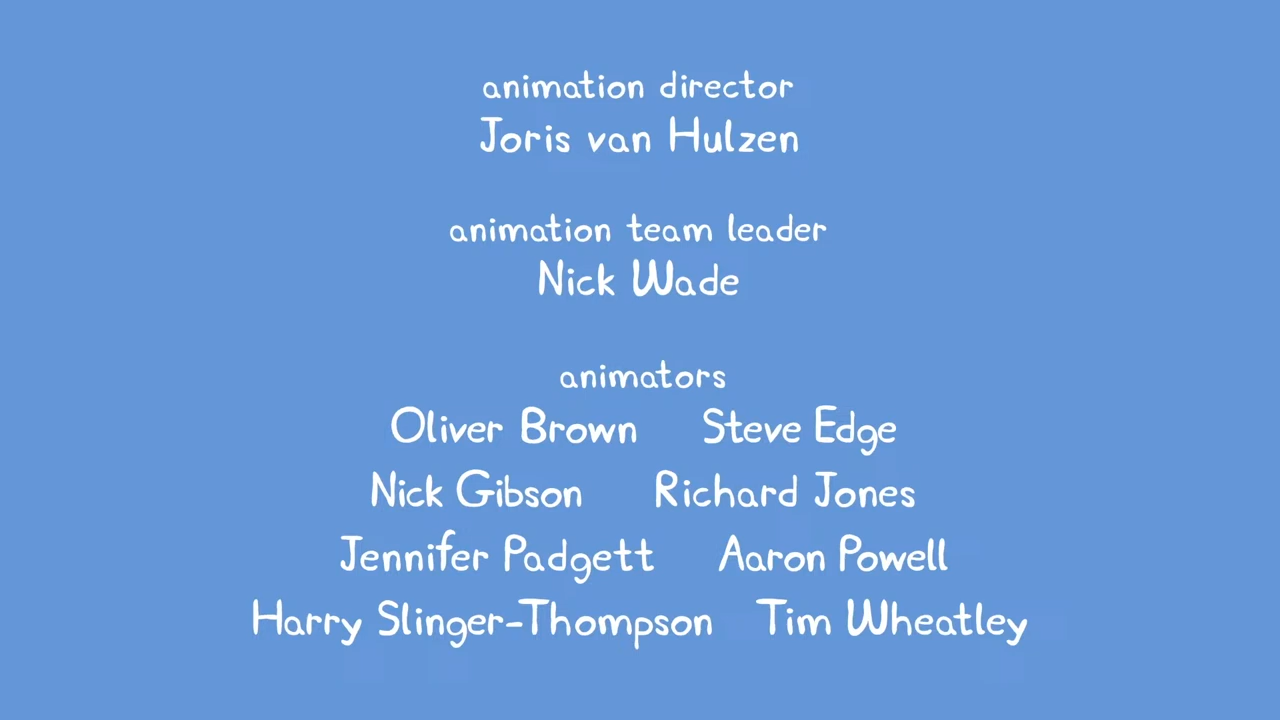 animation director
Joris van Hulzen
animation team leader
Nick Wade
animators
Oliver Brown Steve Edge
Nick Gibson Richard Jones
Jennifer Padgett Aaron Powell
Harry Slinger-Thompson Tim Wheatley